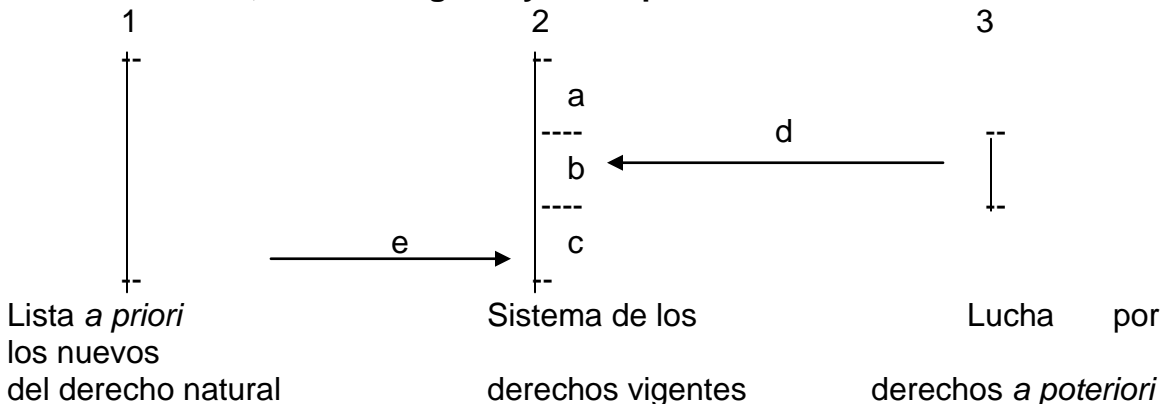 1 2 3
a
d
b
e c
Lista a priori Sistema de los Lucha por
los nuevos
del derecho natural derechos vigentes derechos a poteriori